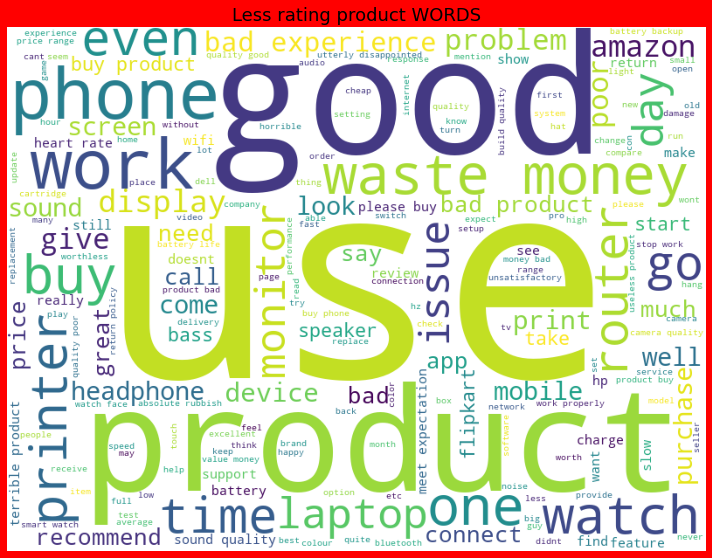 Less rating product WORDS
experience
price range
cant
seem
even
bad experience
quality good
utterly disappointed
response
problem
mention
show
battery backup
amazon
small
open
return
buy product
phone
good
audio
cheap
internet
quality
first
system
light
new
old
damage
game
hour
screen
without
horrible
setting
know
turn
hat
build quality
poor
con
day
change
run
compare
make
update
heart rate
home
wifi
lot
order
work
place
dell
thing
waste money
cartridge
company
sound
display
many
still
video
look
able
fast
please buy
switch
bad product
expect
setup
pro
high
please
wont
start
stop work
replacement
give
need
battery life
worthless
doesnt
call
product bad
page
monitor
performance
say
review
connection
see
range
money bad
unsatisfactory
issue
router
go
useless product
hang
buy
really
come
delivery
read
try
buy phone
hz
check
tv
much
camera
camera quality
use
price
play
quality poor
great
return policy
bass
speaker
replace
app
print
take
well
printer
headphone
device
bad
color
mobile
hp
set
service
product buy
watch face
absolute rubbish
back
box
network
work properly
model
flipkart
meet expectation
purchase
seller
people
terrible product
speed
may
touch
feel
think
excellent
keep
value money
brand
happy
month
product
software
charge
worth
want
slow
receive
item
help
support
full
low
test
average
battery
option
etc
noise
less
provide
smart watch
time
laptop
one
connect
big
guy
didnt
watch
recommend
sound quality
best
colour
quite
bluetooth
find
feature
never